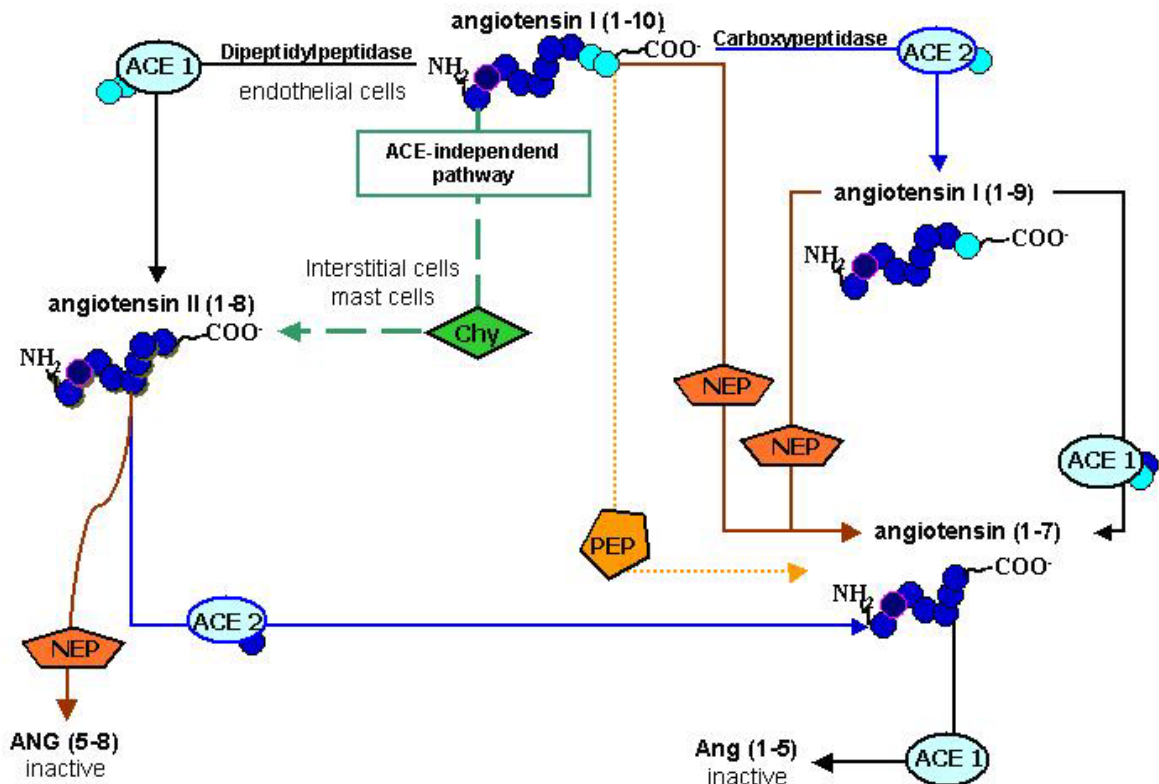 angiotensin I (1-10)
ACE 1
Dipeptidylpeptidase
endothelial cells
NH2
COO-
Carboxypeptidase
ACE 2
ACE-independend
pathway
angiotensin I (1-9)
NH2
COO-
Interstitial cells
mast cells
angiotensin II (1-8)
NH2
COO-
Chy
NEP
NEP
ACE 1
PEP
angiotensin (1-7)
NH2
COO-
ACE 2
NEP
ANG (5-8)
inactive
Ang (1-5)
inactive
ACE 1